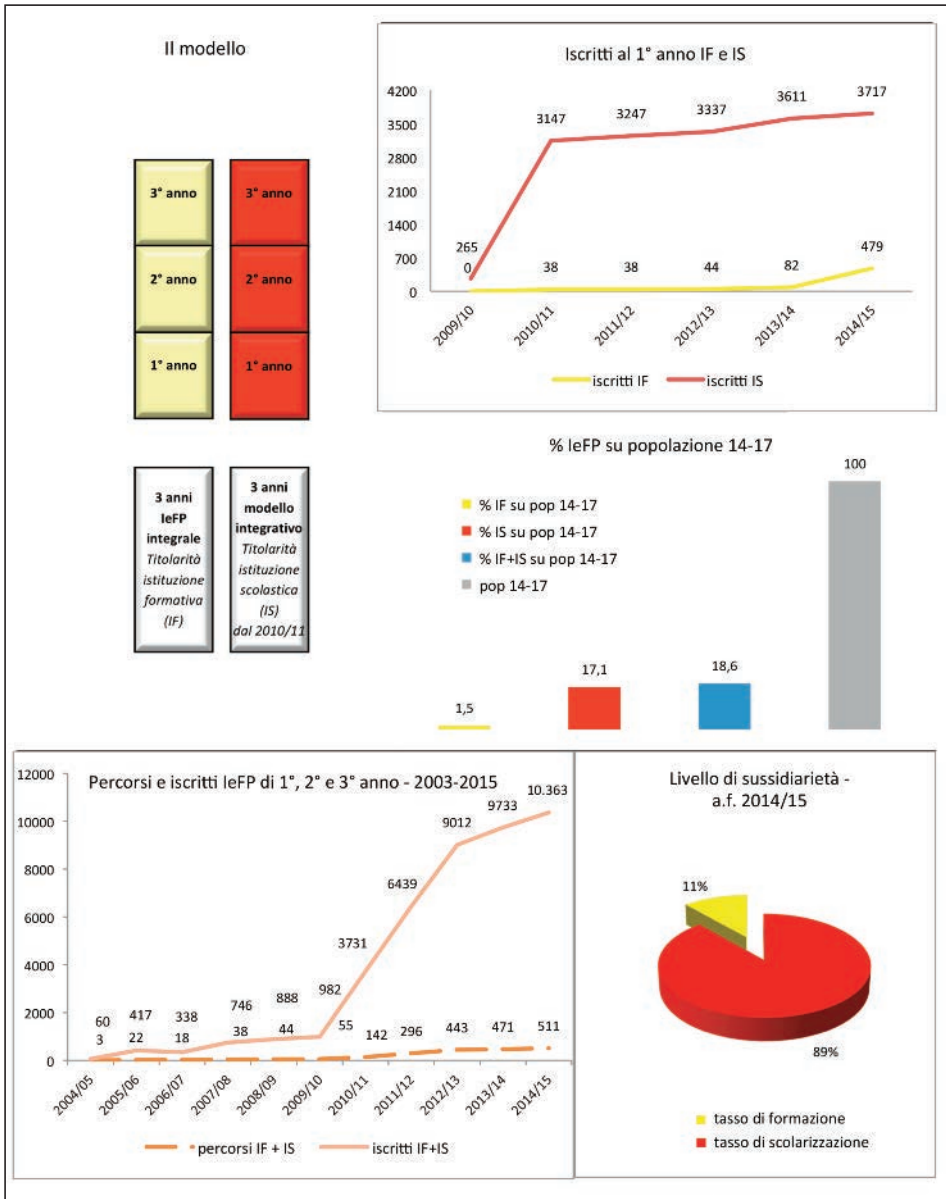 Il modello
3° anno
3° anno
2° anno
2° anno
1° anno
1° anno
3 anni
IeFP
integrale
Titolarità
istituzione
formativa
(IF)
3 anni
modello
integrativo
Titolarità
istituzione
scolastica
(IS)
dal 2010/11
Iscritti al 1° anno IF e IS
4200
3500
2800
2100
1400
700
0
265
3147
3247
3337
3611
3717
0
38
38
44
82
479
2009/10
2010/11
2011/12
2012/13
2013/14
2014/15
iscritti IF
iscritti IS
% IeFP su popolazione 14-17
% IF su pop 14-17
% IS su pop 14-17
% IF+IS su pop 14-17
pop 14-17
1,5
17,1
18,6
100
Percorsi e iscritti IeFP di 1°, 2° e 3° anno - 2003-2015
12000
10000
8000
6000
4000
2000
0
60
417
338
746
888
982
3731
6439
9012
9733
10.363
3
22
18
38
44
55
142
296
443
471
511
2004/05
2005/06
2006/07
2007/08
2008/09
2009/10
2010/11
2011/12
2012/13
2013/14
2014/15
percorsi IF + IS
iscritti IF+IS
Livello di sussidiarietà -
a.f. 2014/15
11%
89%
tasso di formazione
tasso di scolarizzazione